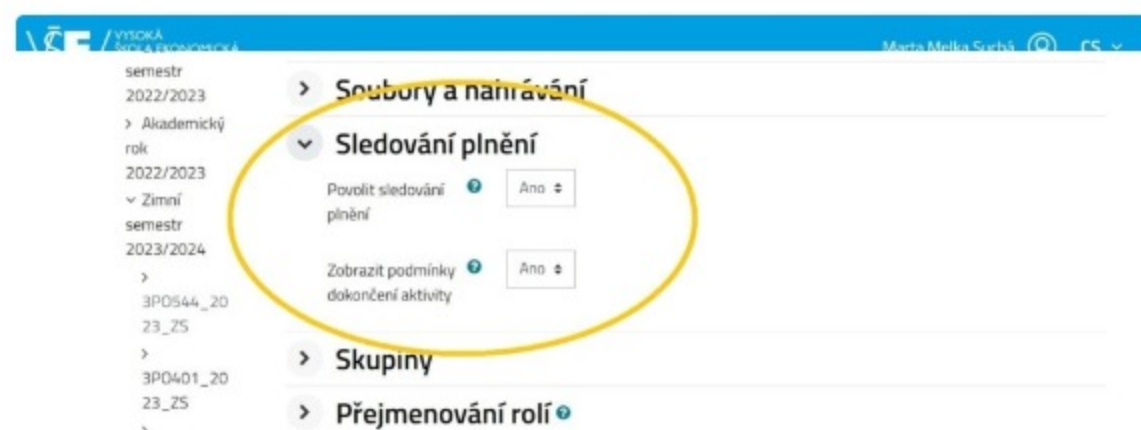 VŠE / VYSOKÁ
ŠKOLA EKONOMICKÁ
Marta Melka Suchá CS
semestr
2022/2023
Akademický
rok
2022/2023
Zimní
semestr
2023/2024
3PO544_20
23_ZS
3PO401_20
23_ZS
Soubory a nahrávání
Sledování plnění
Povolit sledování
plnění
Ano
Zobrazit podmínky
dokončení aktivity
Ano
Skupiny
Přejmenování rolí